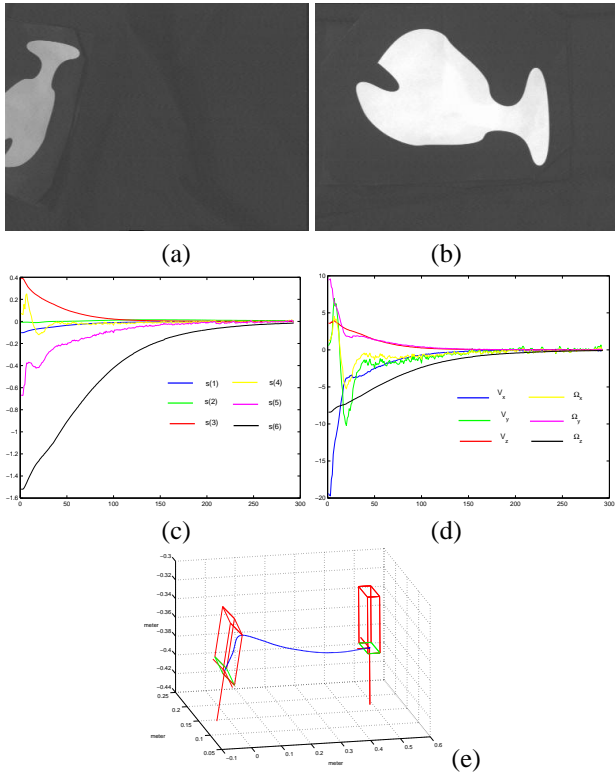 (a) (b)
0.4
0.2
0
−0.2
−0.4
−0.6
−0.8
−1
−1.2
−1.4
−1.6
0 50 100 150 200 250 300
s(1) s(4)
s(2) s(5)
s(3) s(6)
(c)
10
5
0
−5
−10
−15
−20
0 50 100 150 200 250 300
V x Ω x
V y Ω y
V z Ω z
(d)
−0.3
−0.32
−0.34
−0.36
−0.38
−0.4
−0.42
−0.44
meter
0.25
0.2
0.15
0.1
0.05
meter
−0.1 0 0.1 0.2 0.3 0.4 0.5 0.6
meter
(e)